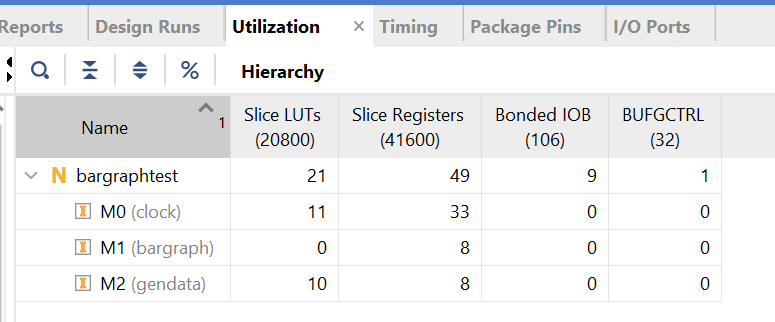 Reports Design Runs Utilization × Timing Package Pins I/O Ports
% Hierarchy
Name 1 Slice LUTs (20800) Slice Registers (41600) Bonded IOB (106) BUFGCTRL (32)
N bargraphtest 21 49 9 1
I M0 (clock) 11 33 0 0
I M1 (bargraph) 0 8 0 0
I M2 (gendata) 10 8 0 0